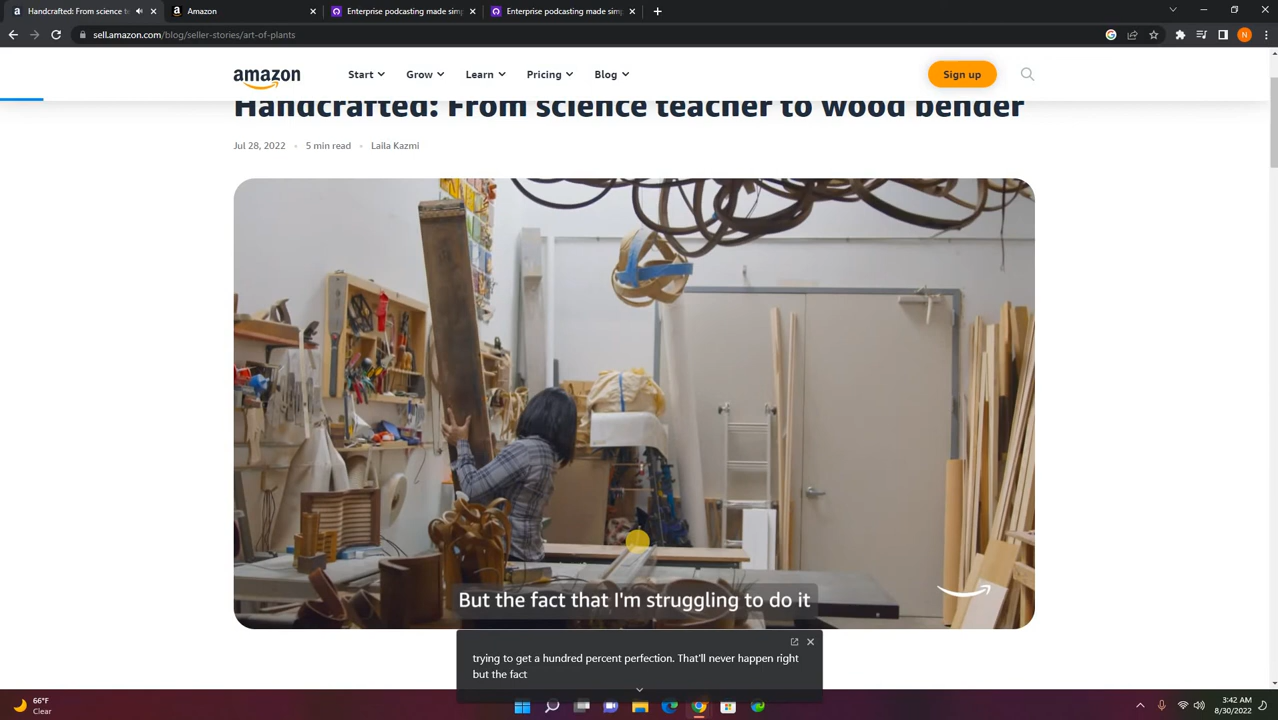 Handcrafted: From science te
Amazon
Enterprise podcasting made sim
Enterprise podcasting made sim
sell.amazon.com/blog/seller-stories/art-of-plants
N
amazon
Start
Grow
Learn
Pricing
Blog
Sign up
Handcrafted: From science teacher to wood bender
Jul 28, 2022 • 5 min read • Laila Kazmi
But the fact that I'm struggling to do it
trying to get a hundred percent perfection. That'll never happen right
but the fact
66°F
Clear
3:42 AM
8/30/2022